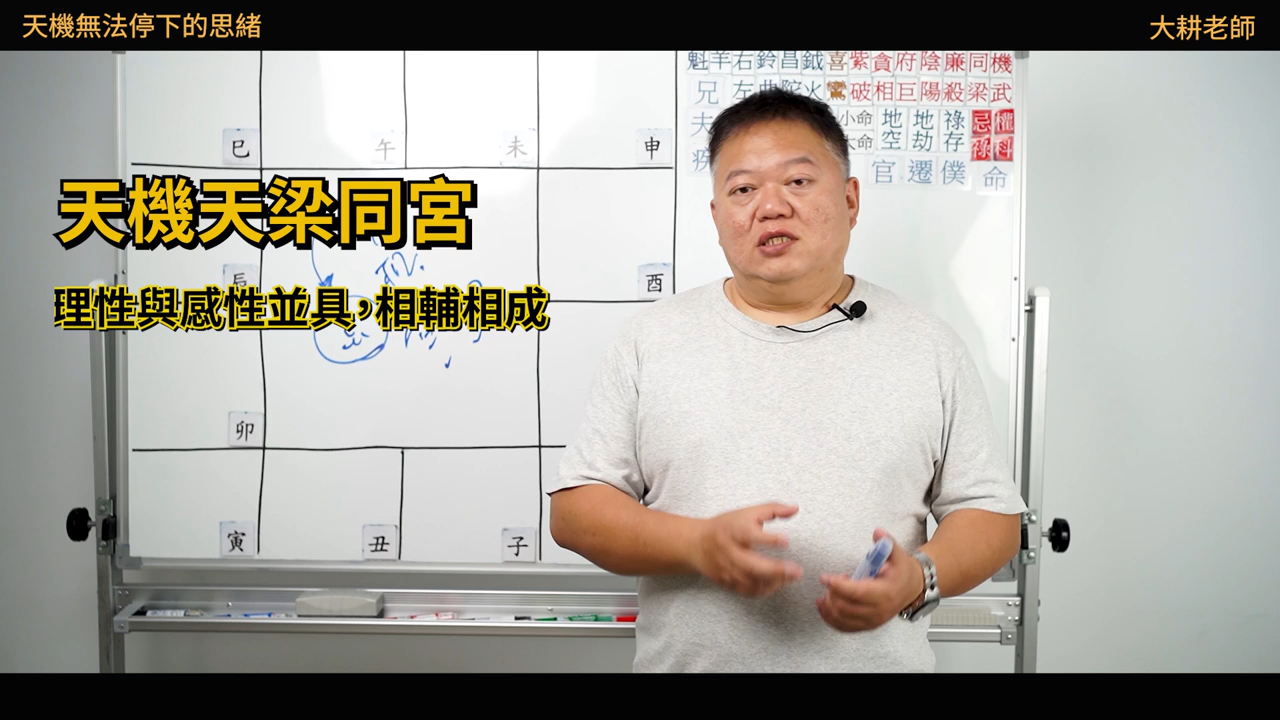 天機無法停下的思緒
大耕老師
魁羊右鈴昌鉞喜紫貪府陰廉同機
兄左曲陀火鸞破相巨陽殺梁武
夫小命地地祿忌權
大命空劫存祿科
疾官遷僕命
巳午未申
天機天梁同宮
辰酉
理性與感性並具,相輔相成
卯
寅丑子